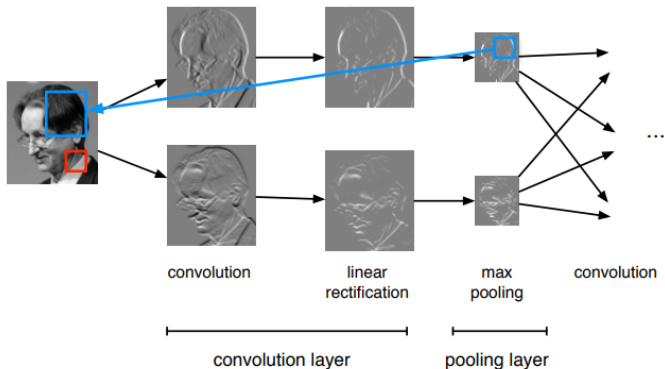 ...
convolution
linear
rectification
max
pooling
convolution
convolution layer
pooling layer